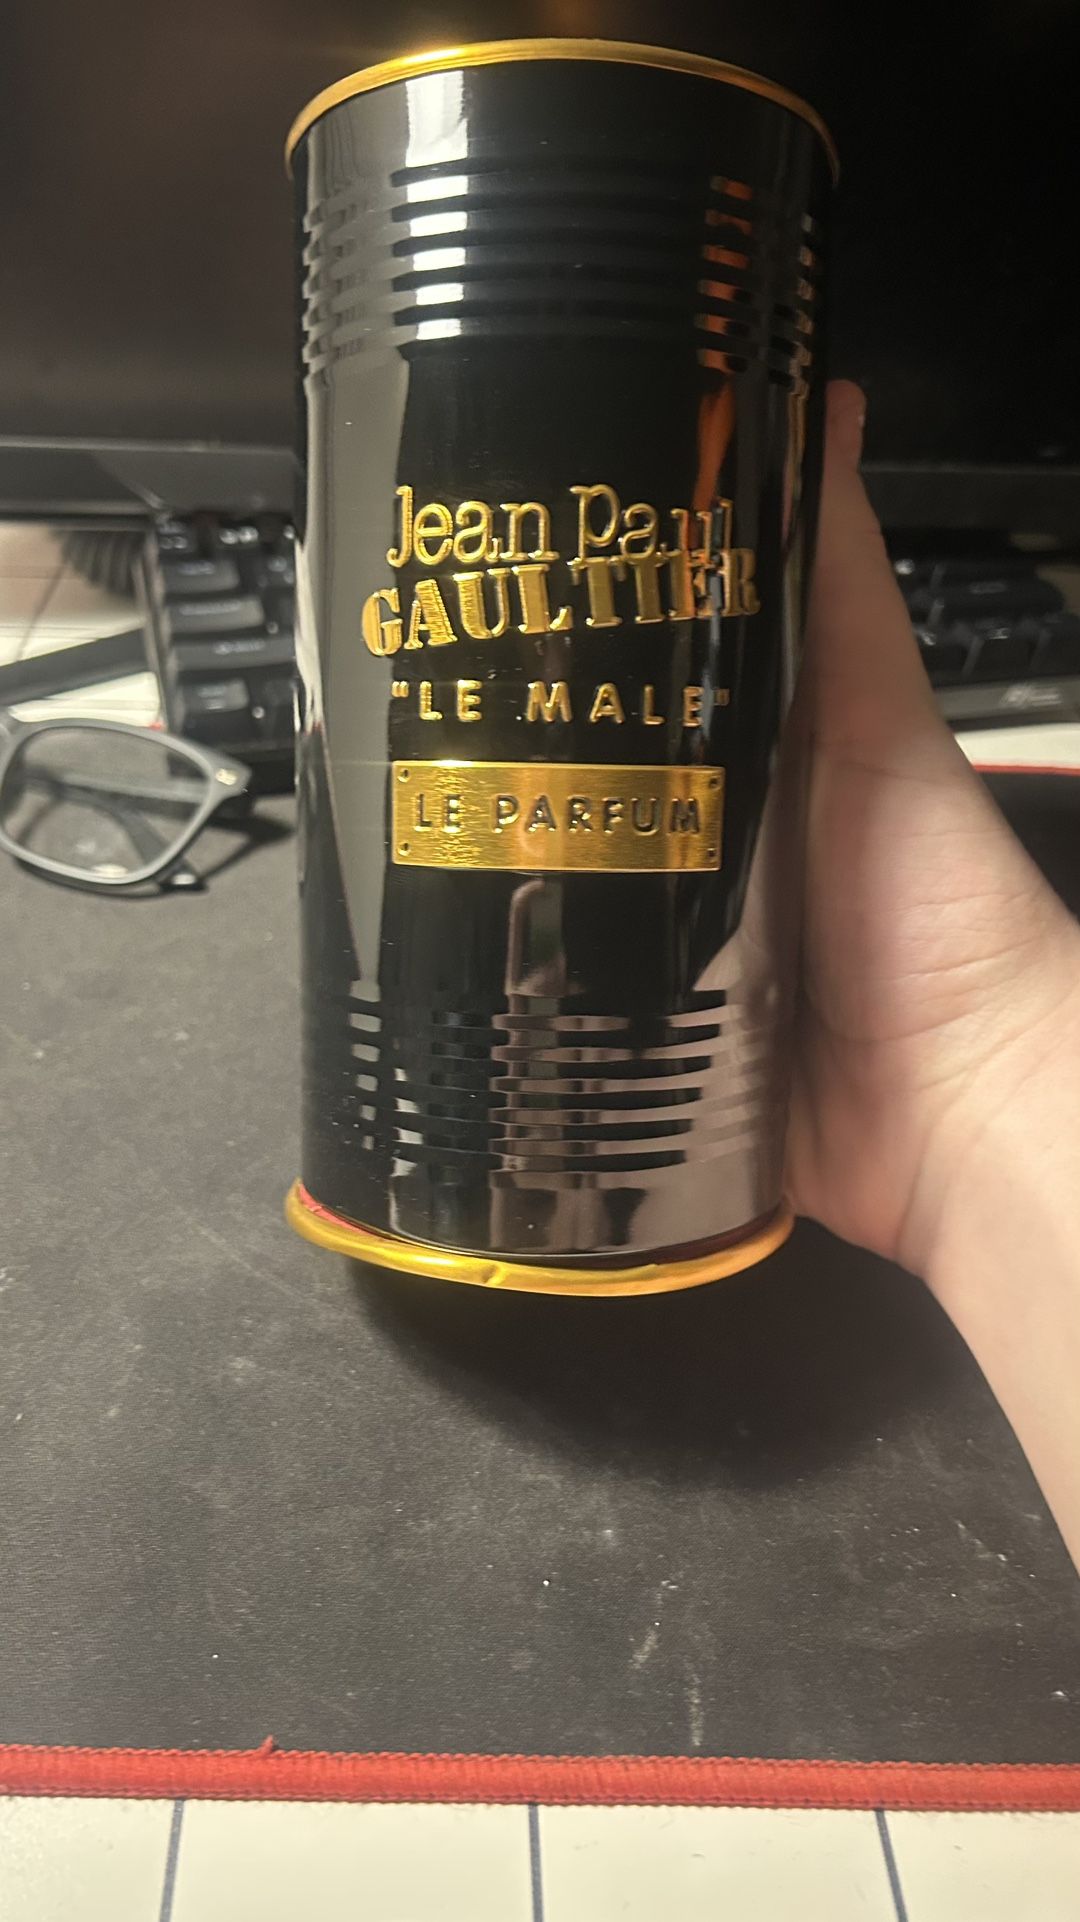 Jean Paul
GAULTIER
"LE MALE"
LE PARFUM